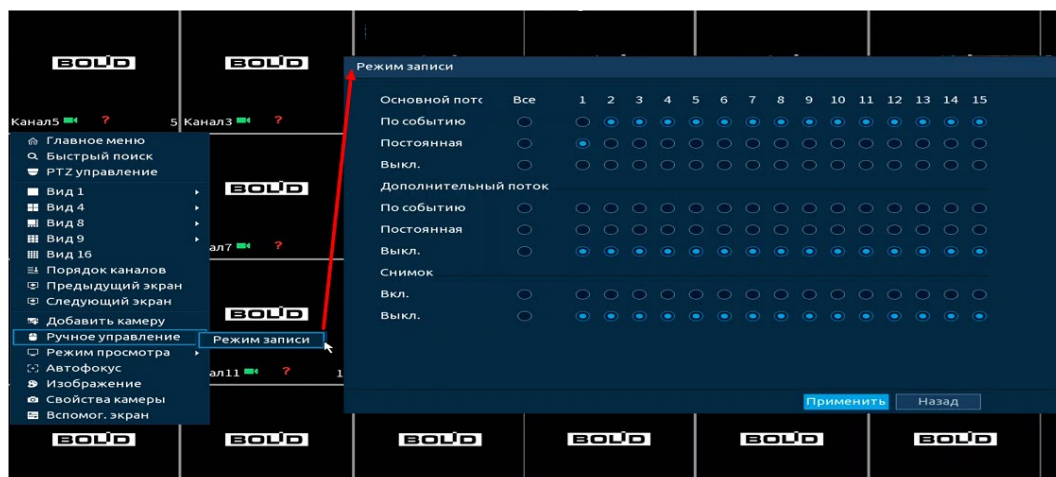 BOLID BOLID
Канал5 ? 5 Канал3 ?
Главное меню
Быстрый поиск
PTZ управление
Вид 1
Вид 4
Вид 8
Вид 9
Вид 16
Порядок каналов
Предыдущий экран
Следующий экран
Добавить камеру
Ручное управление
Режим просмотра
Автофокус
Изображение
Свойства камеры
Вспомог. экран
Режим записи
BOLID
ал7 ?
BOLID
ал11 ? 1
Режим записи
Основной пото Все 1 2 3 4 5 6 7 8 9 10 11 12 13 14 15
По событию
Постоянная
Выкл.
Дополнительный поток
По событию
Постоянная
Выкл.
Снимок
Вкл.
Выкл.
Применить Назад
BOLID BOLID BOLID BOLID BOLID BOLID